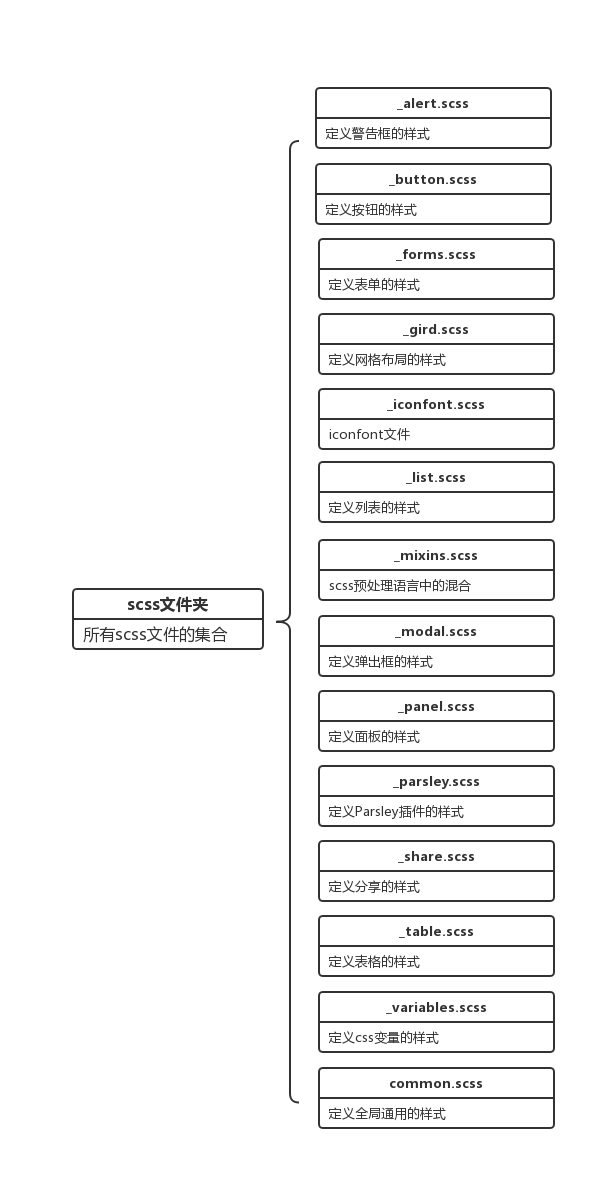 _alert.scss
定义警告框的样式
_button.scss
定义按钮的样式
_forms.scss
定义表单的样式
_gird.scss
定义网格布局的样式
_iconfont.scss
iconfont文件
_list.scss
定义列表的样式
_mixins.scss
scss预处理语言中的混合
scss文件夹
所有scss文件的集合
_modal.scss
定义弹出框的样式
_panel.scss
定义面板的样式
_parsley.scss
定义Parsley插件的样式
_share.scss
定义分享的样式
_table.scss
定义表格的样式
_variables.scss
定义css变量的样式
common.scss
定义全局通用的样式